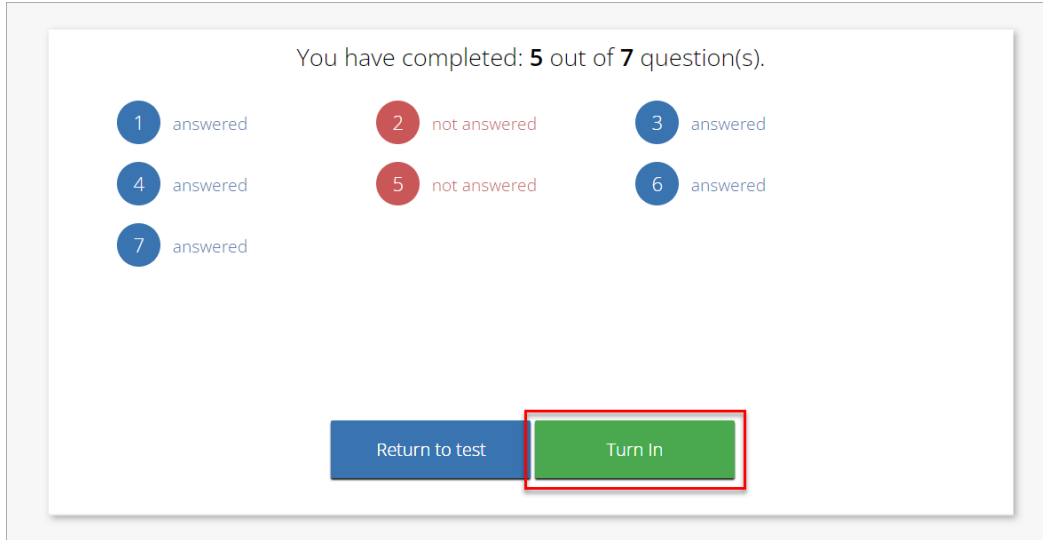 You have completed: 5 out of 7 question(s).
1 answered 2 not answered 3 answered
4 answered 5 not answered 6 answered
7 answered
Return to test Turn In